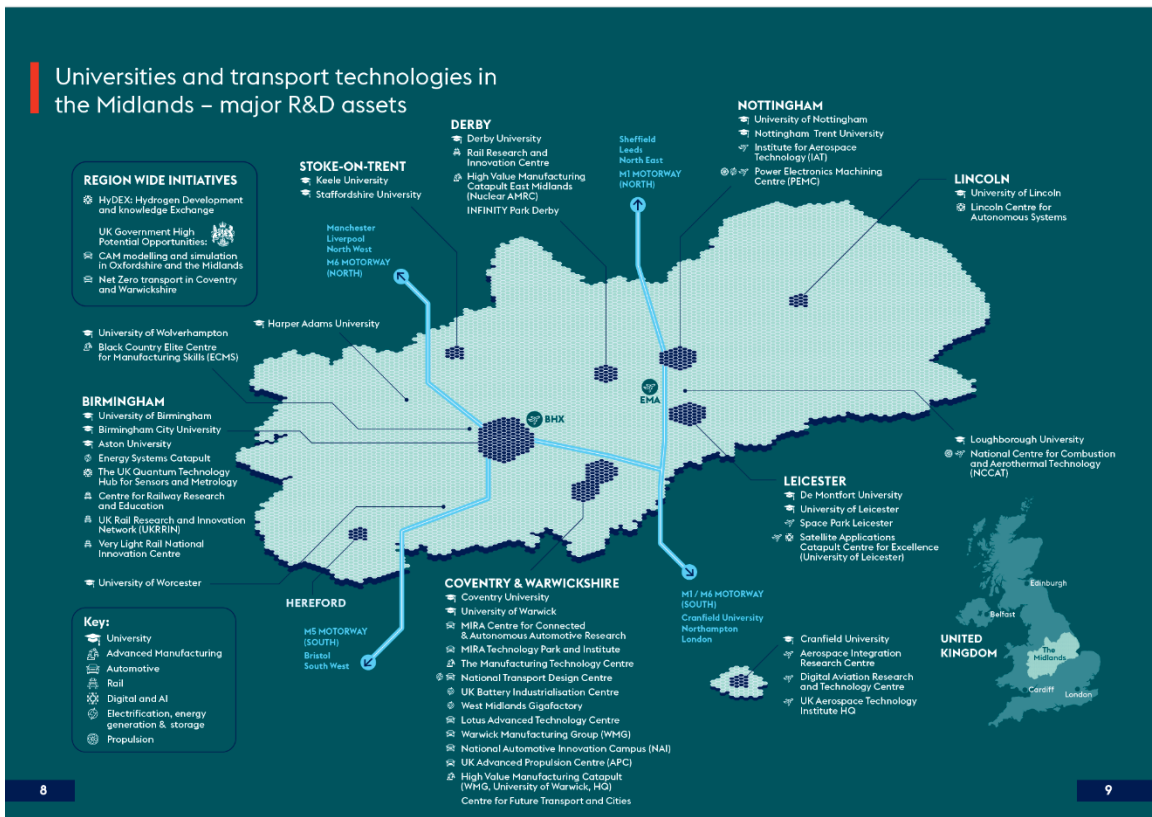 Universities and transport technologies in
the Midlands – major R&D assets
REGION WIDE INITIATIVES
HyDEX: Hydrogen Development
and knowledge Exchange
UK Government High
Potential Opportunities:
CAM modelling and simulation
in Oxfordshire and the Midlands
Net Zero transport in Coventry
and Warwickshire
STOKE-ON-TRENT
Keele University
Staffordshire University
DERBY
Derby University
Rail Research and
Innovation Centre
High Value Manufacturing
Catapult East Midlands
(Nuclear AMRC)
INFINITY Park Derby
Sheffield
Leeds
North East
M1 MOTORWAY
(NORTH)
NOTTINGHAM
University of Nottingham
Nottingham Trent University
Institute for Aerospace
Technology (IAT)
Power Electronics Machining
Centre (PEMC)
LINCOLN
University of Lincoln
Lincoln Centre for
Autonomous Systems
Manchester
Liverpool
North West
M6 MOTORWAY
(NORTH)
Harper Adams University
University of Wolverhampton
Black Country Elite Centre
for Manufacturing Skills (ECMS)
BIRMINGHAM
University of Birmingham
Birmingham City University
Aston University
Energy Systems Catapult
The UK Quantum Technology
Hub for Sensors and Metrology
Centre for Railway Research
and Education
UK Rail Research and Innovation
Network (UKRRIN)
Very Light Rail National
Innovation Centre
University of Worcester
BHX
EMA
Loughborough University
National Centre for Combustion
and Aerothermal Technology
(NCCAT)
LEICESTER
De Montfort University
University of Leicester
Space Park Leicester
Satellite Applications
Catapult Centre for Excellence
(University of Leicester)
HEREFORD
M5 MOTORWAY
(SOUTH)
Bristol
South West
COVENTRY & WARWICKSHIRE
Coventry University
University of Warwick
MIRA Centre for Connected
& Autonomous Automotive Research
MIRA Technology Park and Institute
The Manufacturing Technology Centre
National Transport Design Centre
UK Battery Industrialisation Centre
West Midlands Gigafactory
Lotus Advanced Technology Centre
Warwick Manufacturing Group (WMG)
National Automotive Innovation Campus (NAI)
UK Advanced Propulsion Centre (APC)
High Value Manufacturing Catapult
(WMG, University of Warwick, HQ)
Centre for Future Transport and Cities
M1 / M6 MOTORWAY
(SOUTH)
Cranfield University
Northampton
London
Cranfield University
Aerospace Integration
Research Centre
Digital Aviation Research
and Technology Centre
UK Aerospace Technology
Institute HQ
UNITED
KINGDOM
Edinburgh
Belfast
The
Midlands
Cardiff
London
Key:
University
Advanced Manufacturing
Automotive
Rail
Digital and AI
Electrification, energy
generation & storage
Propulsion
8
9